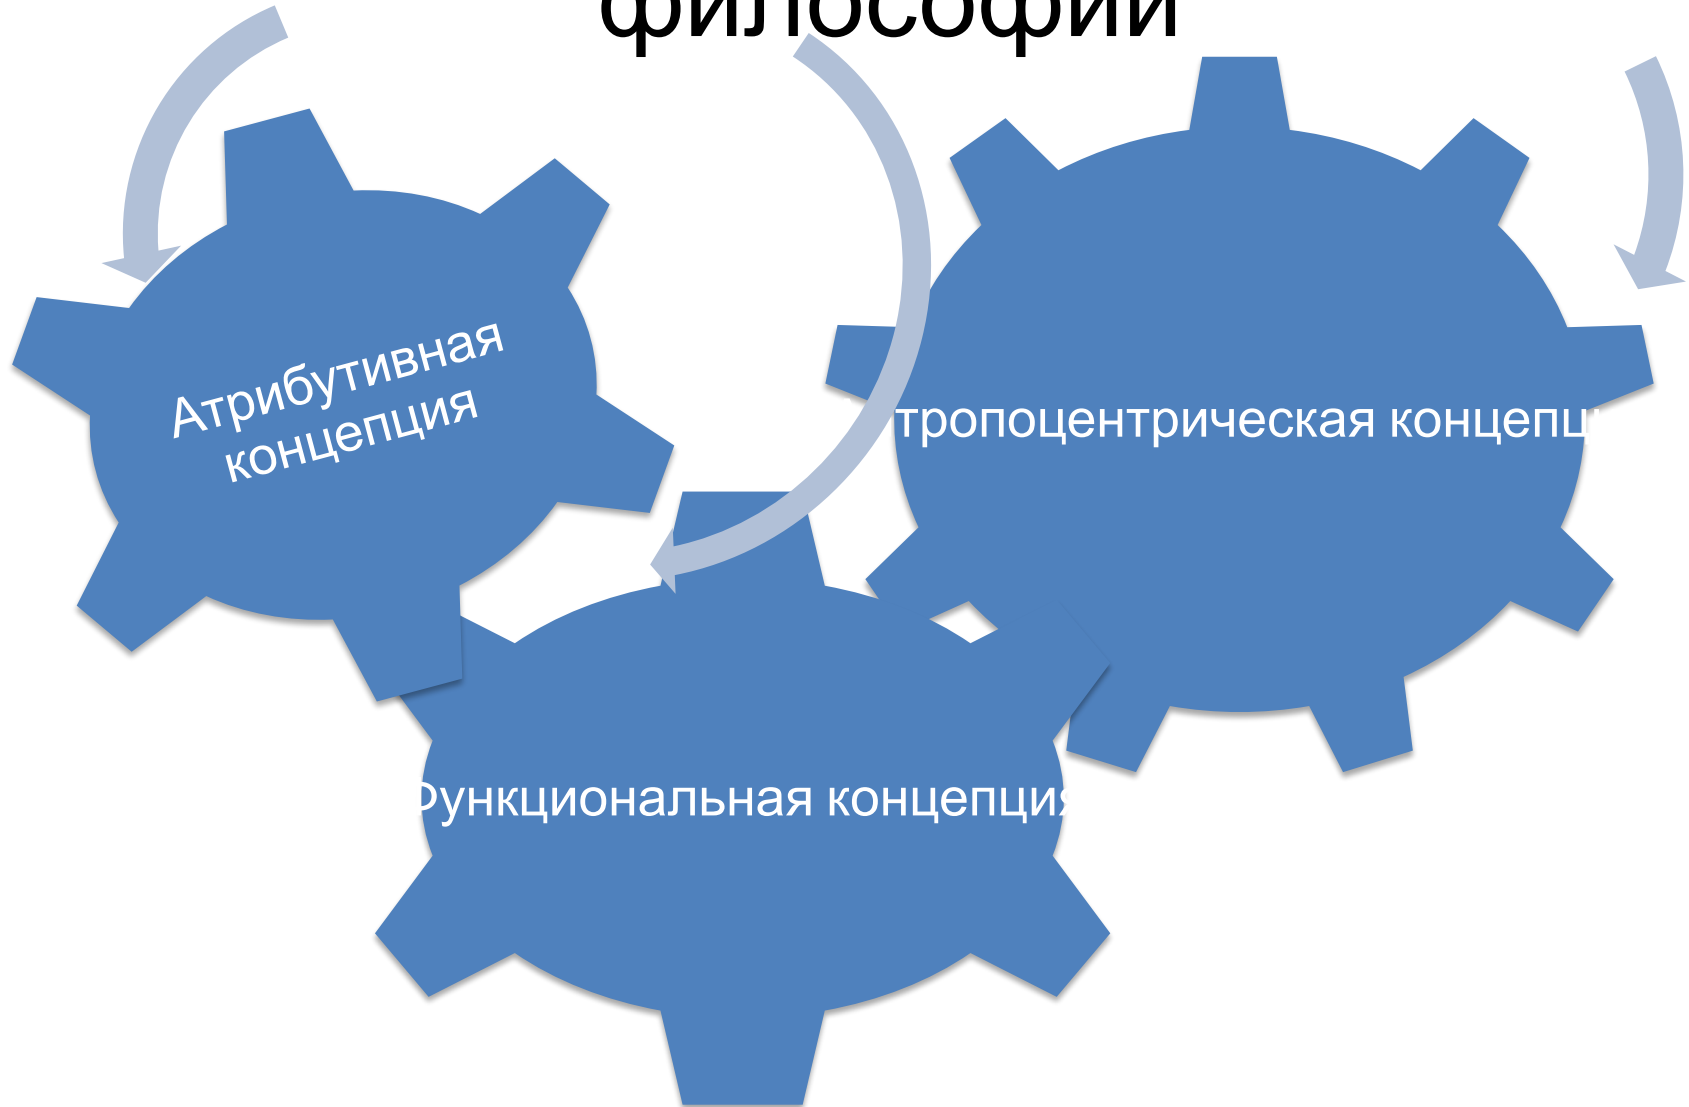 философии
Атрибутивная
концепция
тропоцентрическая концепц
Функциональная концепция